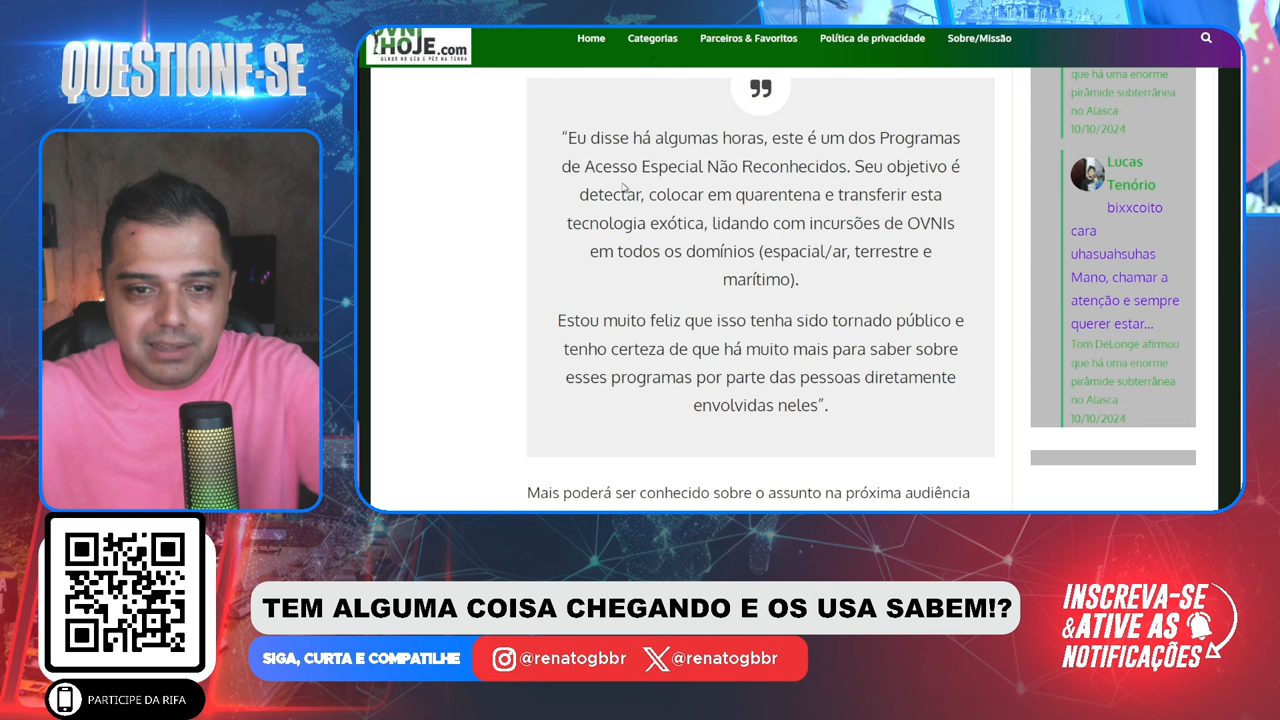 QUESTIONE-SE
OVNI
HOJE.com
OLHOS NO CÉU E PÉS NA TERRA
Home
Categorias
Parceiros & Favoritos
Política de privacidade
Sobre/Missão
“Eu disse há algumas horas, este é um dos Programas
de Acesso Especial Não Reconhecidos. Seu objetivo é
detectar, colocar em quarentena e transferir esta
tecnologia exótica, lidando com incursões de OVNIs
em todos os domínios (espacial/ar, terrestre e
marítimo).
Estou muito feliz que isso tenha sido tornado público e
tenho certeza de que há muito mais para saber sobre
esses programas por parte das pessoas diretamente
envolvidas neles”.
Mais poderá ser conhecido sobre o assunto na próxima audiência
que há uma enorme
pirâmide subterrânea
no Alasca ·
10/10/2024
Lucas
Tenório
bixxcoito
cara
uhasuahsuhas
Mano, chamar a
atenção e sempre
querer estar...
Tom DeLonge afirmou
que há uma enorme
pirâmide subterrânea
no Alasca ·
10/10/2024
PARTICIPE DA RIFA
TEM ALGUMA COISA CHEGANDO E OS USA SABEM!?
SIGA, CURTA E COMPATILHE
@renatogbbr
@renatogbbr
INSCREVA-SE
&ATIVE AS
NOTIFICAÇÕES